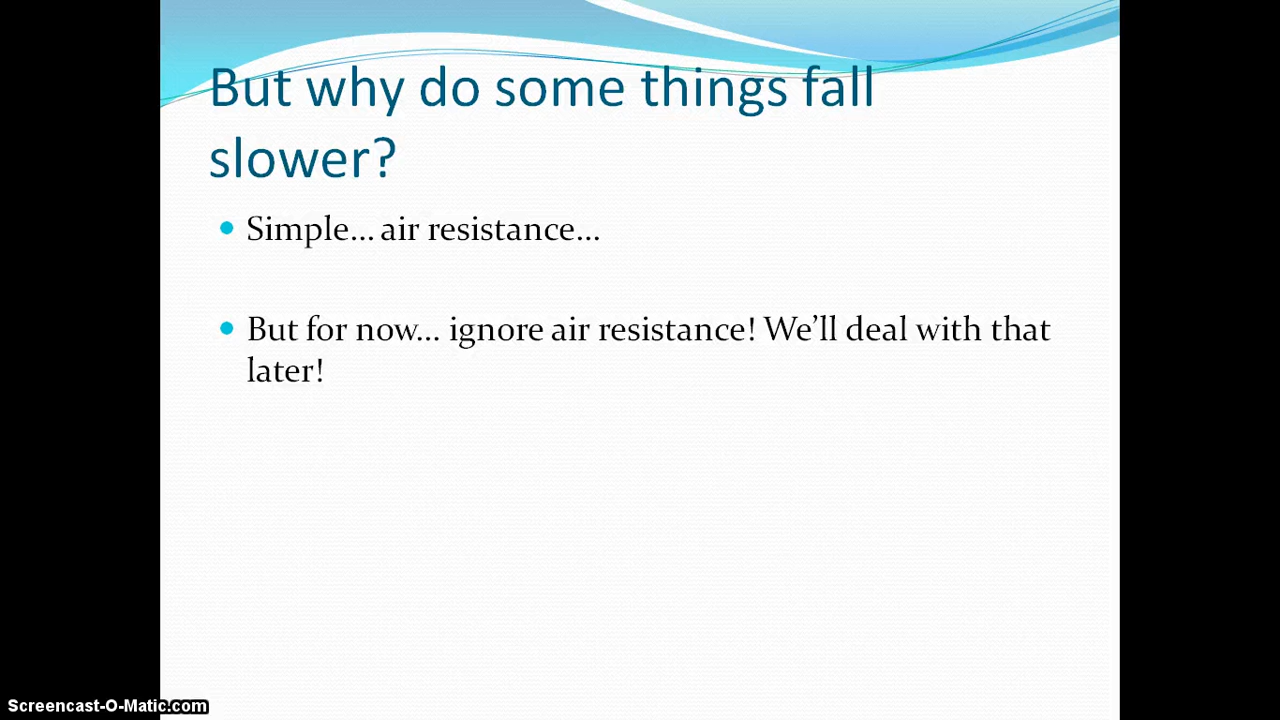 But why do some things fall
slower?
Simple... air resistance...
But for now... ignore air resistance! We’ll deal with that
later!
Screencast-O-Matic.com